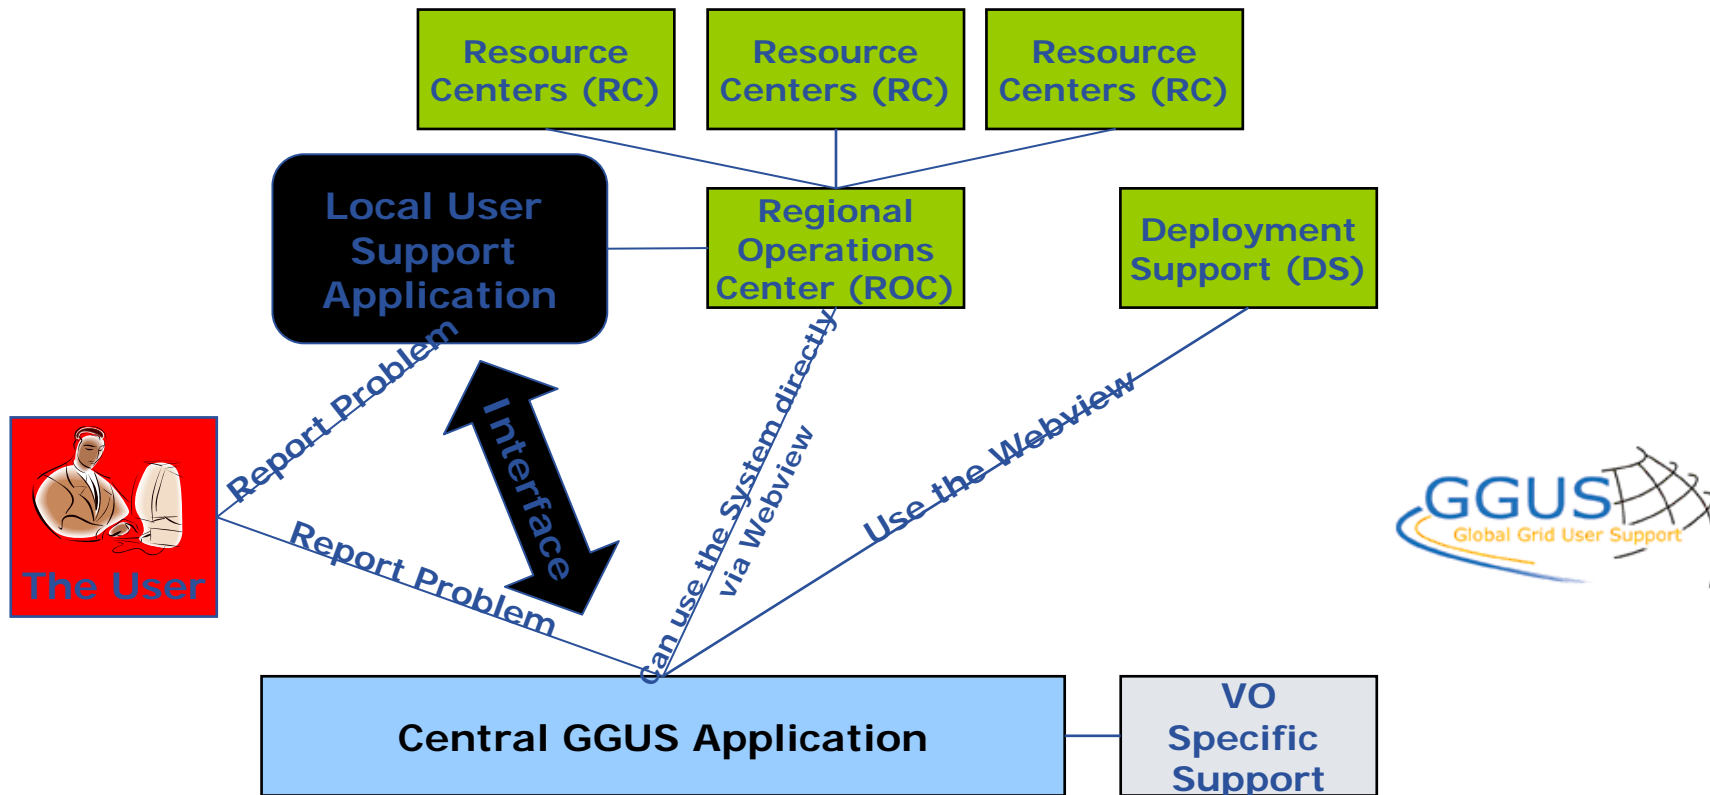 Resource
Centers (RC)
Resource
Centers (RC)
Resource
Centers (RC)
Local User
Support
Application
Regional
Operations
Center (ROC)
Deployment
Support (DS)
Report Problem
Interface
Can use the System directly
via Webview
Use the Webview
The User
Report Problem
GGUS
Global Grid User Support
Central GGUS Application
VO
Specific
Support